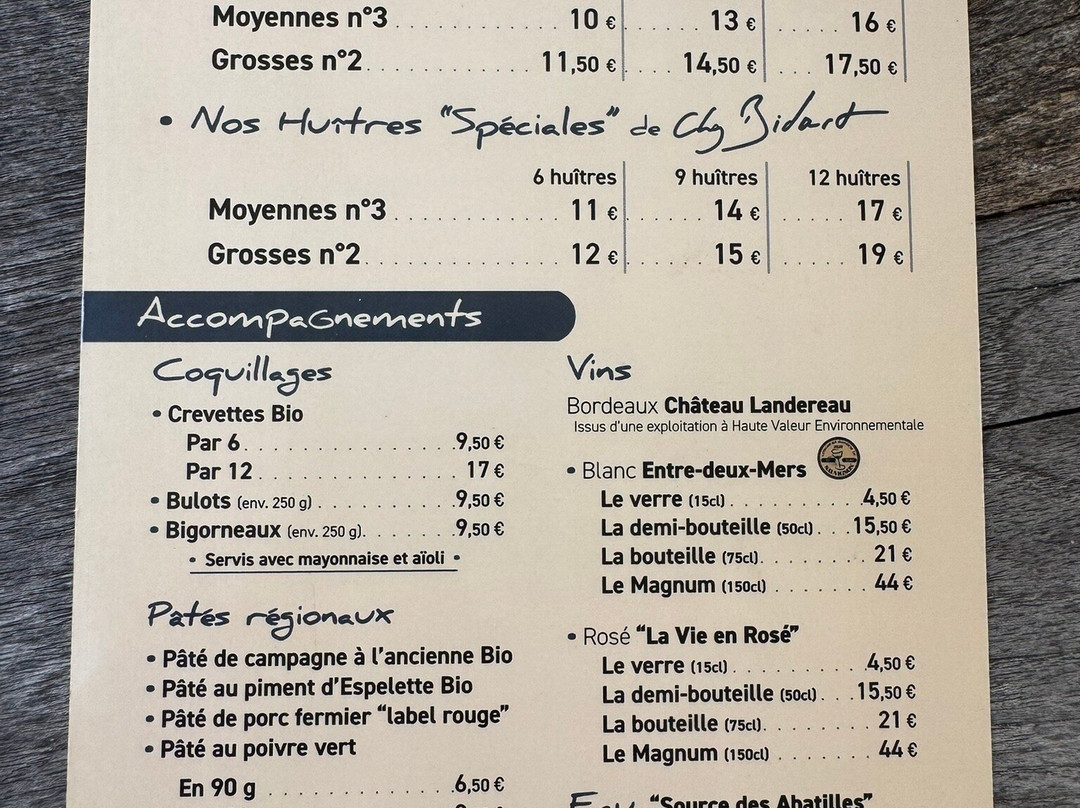 Moyennes n°3 . . . 10 € . . . 13 € . . . 16 €
Grosses n°2 . . . 11,50 € . . . 14,50 € . . . 17,50 €
• Nos Huîtres "Spéciales" de Chg Bidart
6 huîtres 9 huîtres 12 huîtres
Moyennes n°3 . . . 11 € . . . 14 € . . . 17 €
Grosses n°2 . . . 12 € . . . 15 € . . . 19 €
Accompagnements
Coquillages
• Crevettes Bio
Par 6 . . . 9,50 €
Par 12 . . . 17 €
• Bulots (env. 250 g) . . . 9,50 €
• Bigorneaux (env. 250 g). . . . 9,50 €
• Servis avec mayonnaise et aïoli •
Patés régionaux
• Pâté de campagne à l'ancienne Bio
• Pâté au piment d'Espelette Bio
• Pâté de porc fermier "label rouge"
• Pâté au poivre vert
En 90 g . . . 6,50 €
Vins
Bordeaux Château Landereau
Issus d'une exploitation à Haute Valeur Environnementale
• Blanc Entre-deux-Mers
Le verre (15cl) . . . 4,50 €
La demi-bouteille (50cl) . . . 15,50 €
La bouteille (75cl). . . . 21 €
Le Magnum (150cl) . . . 44 €
• Rosé "La Vie en Rosé"
Le verre (15cl) . . . 4,50 €
La demi-bouteille (50cl) . . . 15,50 €
La bouteille (75cl). . . . 21 €
Le Magnum (150cl) . . . 44 €
Eau "Source des Abatilles"